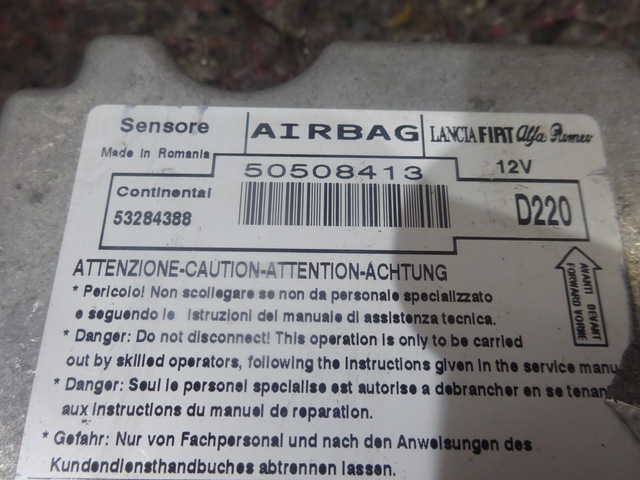 Sensore AIRBAG LANCIA FIAT Alfa Romeo
Made in Romania 50508413 12V
Continental
53284388 D220
ATTENZIONE-CAUTION-ATTENTION-ACHTUNG
* Pericolo! Non scollegare se non da personale specializzato
e seguendo le istruzioni del manuale di assistenza tecnica.
* Danger: Do not disconnect! This operation is only to be carried
out by skilled operators, following the instructions given in the service manu
* Danger: Seul le personel specialise est autorise a debrancher en se tenan
aux instructions du manuel de reparation.
* Gefahr: Nur von Fachpersonal und nach den Anweisungen des
Kundendiensthandbuches abtrennen lassen.
AVANTI DEVANT
FORWARD VORNE